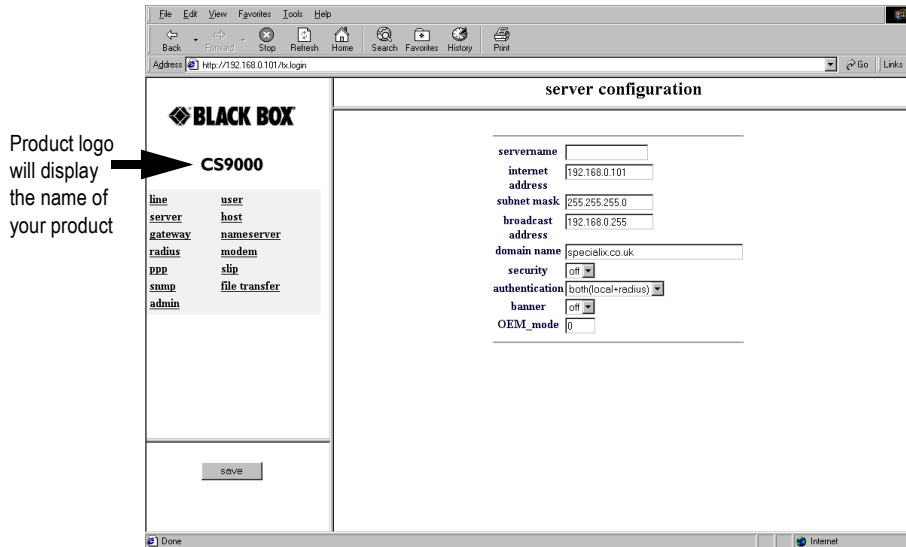 File Edit View Favorites Tools Help
Back Forward Stop Refresh Home Search Favorites History Print
Address http://192.168.0.101/tx.login Go Links
BLACK BOX
CS9000
Product logo
will display
the name of
your product
line user
server host
gateway nameserver
radius modem
ppp slip
snmp file transfer
admin
save
server configuration
servername
internet address 192.168.0.101
subnet mask 255.255.255.0
broadcast address 192.168.0.255
domain name specialix.co.uk
security off
authentication both(local+radius)
banner off
OEM_mode 0
Done Internet